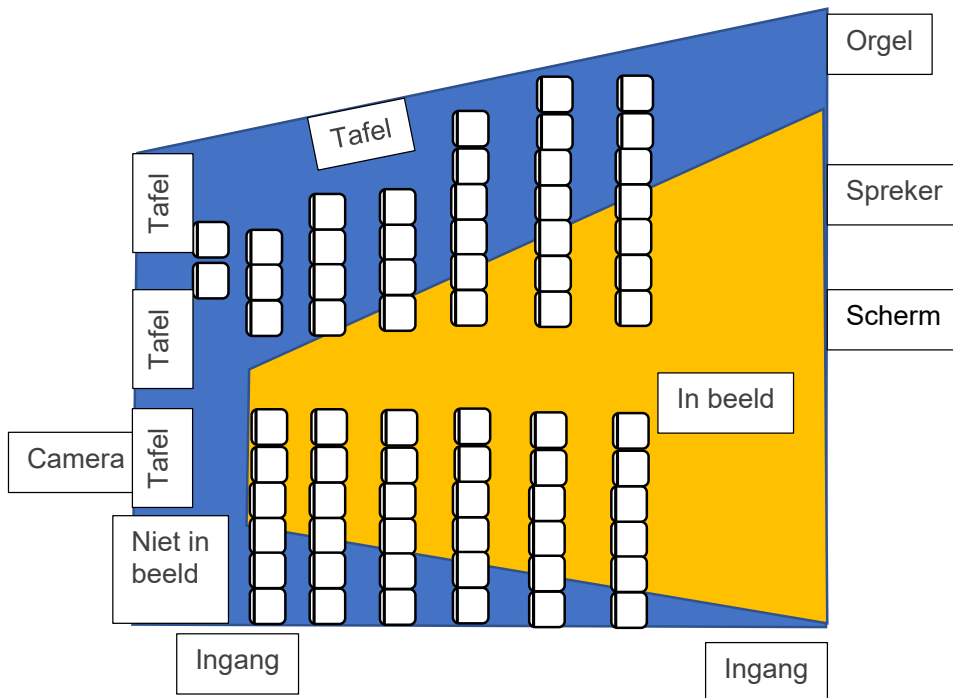 Orgel
Tafel
Tafel
Spreker
Tafel
Scherm
In beeld
Camera
Tafel
Niet in
beeld
Ingang
Ingang